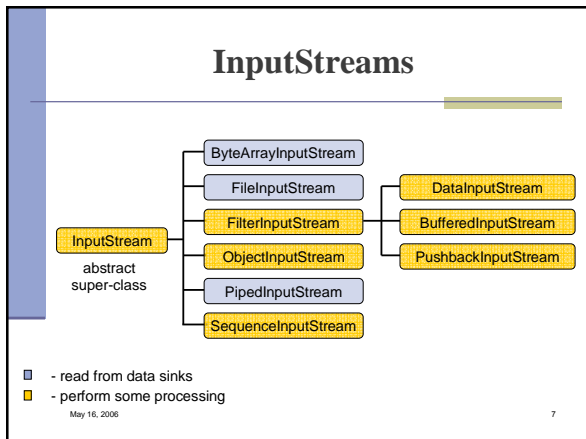 InputStreams
ByteArrayInputStream
FileInputStream
DataInputStream
FilterInputStream
BufferedInputStream
InputStream
ObjectInputStream
PushbackInputStream
abstract
super-class
PipedInputStream
SequenceInputStream
- read from data sinks
- perform some processing
May 16, 2006
7